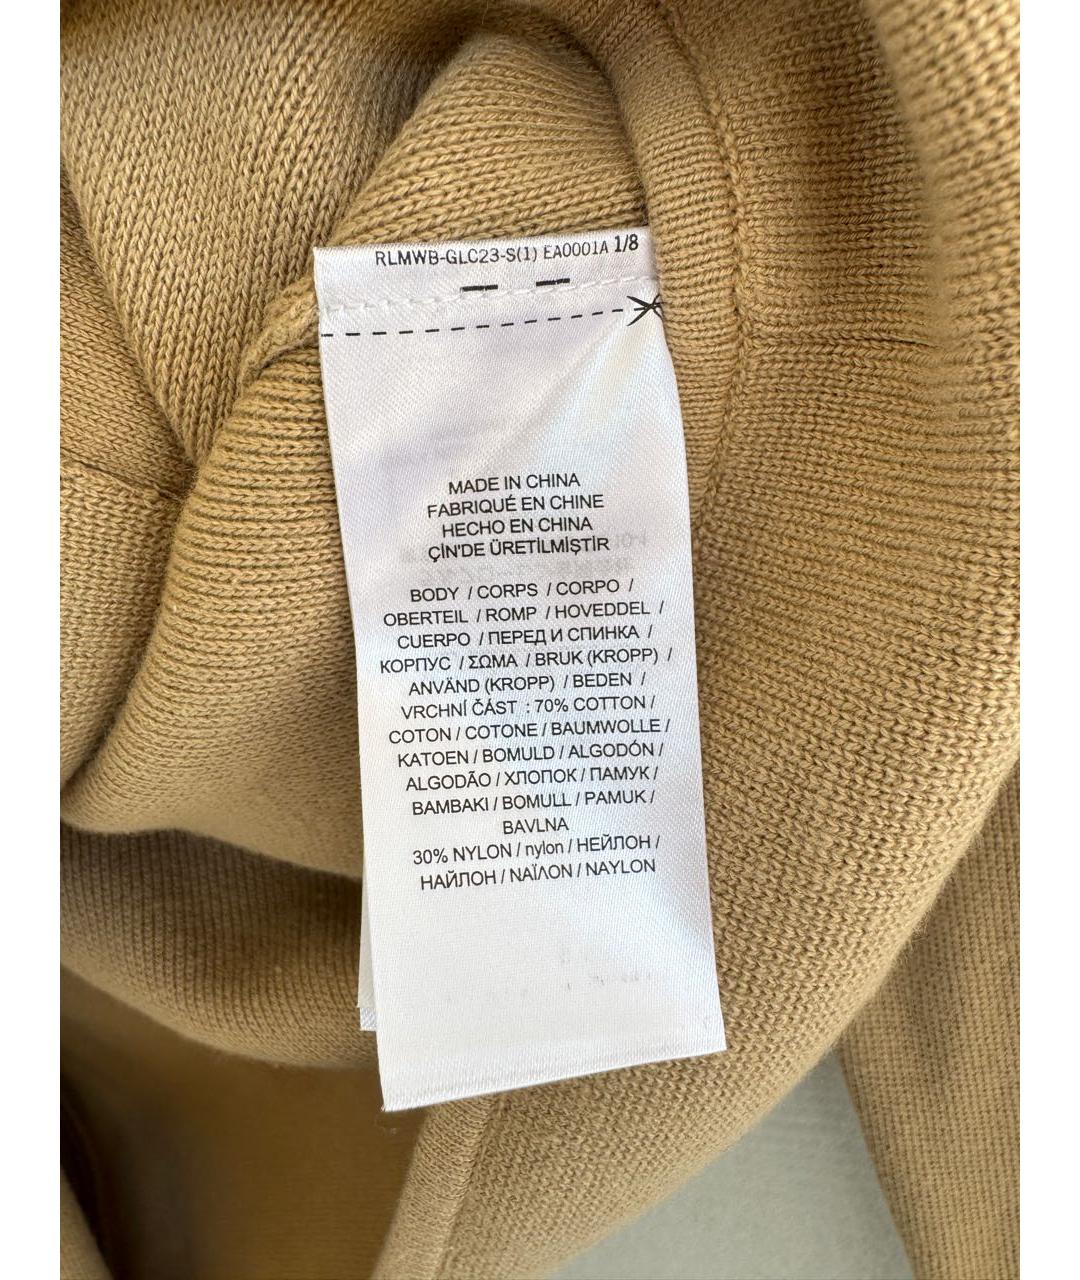 RLMWB-GLC23-S(1) EA0001A 1/8
MADE IN CHINA
FABRIQUÉ EN CHINE
HECHO EN CHINA
ÇİN'DE ÜRETİLMİŞTİR
BODY / CORPS / CORPO /
OBERTEIL / ROMP / HOVEDDEL /
CUERPO / ПЕРЕД И СПИНКА /
КОРПУС / ΣΩΜΑ / BRUK (KROPP) /
ANVÄND (KROPP) / BEDEN /
VRCHNÍ ČÁST : 70% COTTON /
COTON / COTONE / BAUMWOLLE /
KATOEN / BOMULD / ALGODÓN /
ALGODÃO / ХЛОПОК / ПАМУК /
ΒΑΜΒΑΚΙ / BOMULL / PAMUK /
BAVLNA
30% NYLON / nylon / НЕЙЛОН /
НАЙЛОН / ΝΑΪΛΟΝ / NAYLON